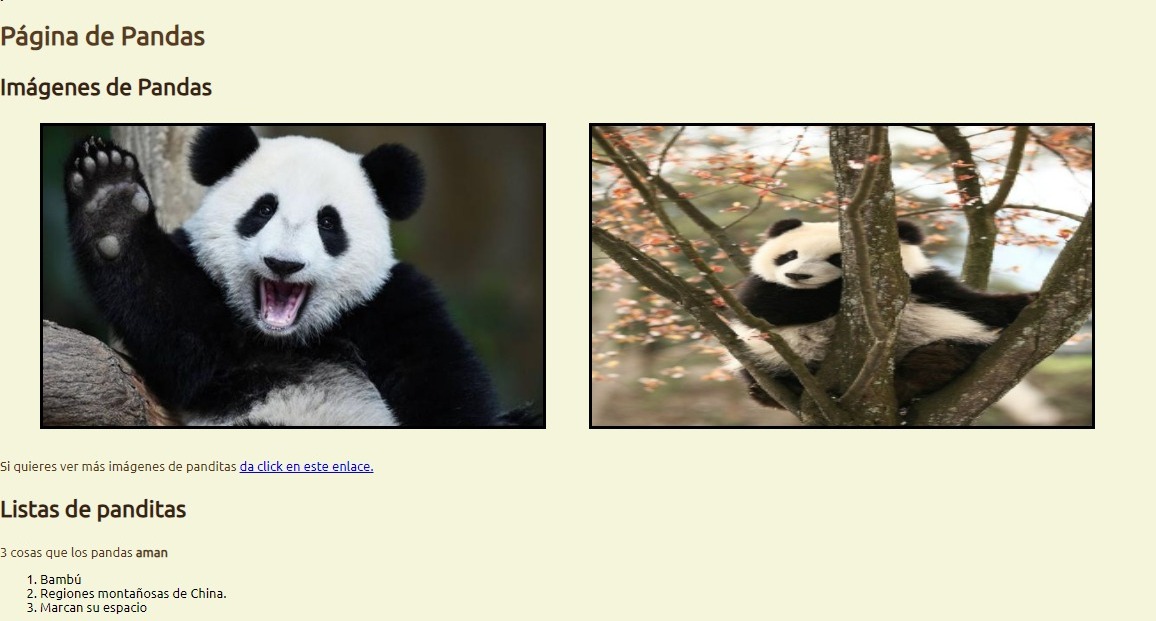 Página de Pandas
Imágenes de Pandas
Si quieres ver más imágenes de panditas da click en este enlace.
Listas de panditas
3 cosas que los pandas aman
1. Bambú
2. Regiones montañosas de China.
3. Marcan su espacio